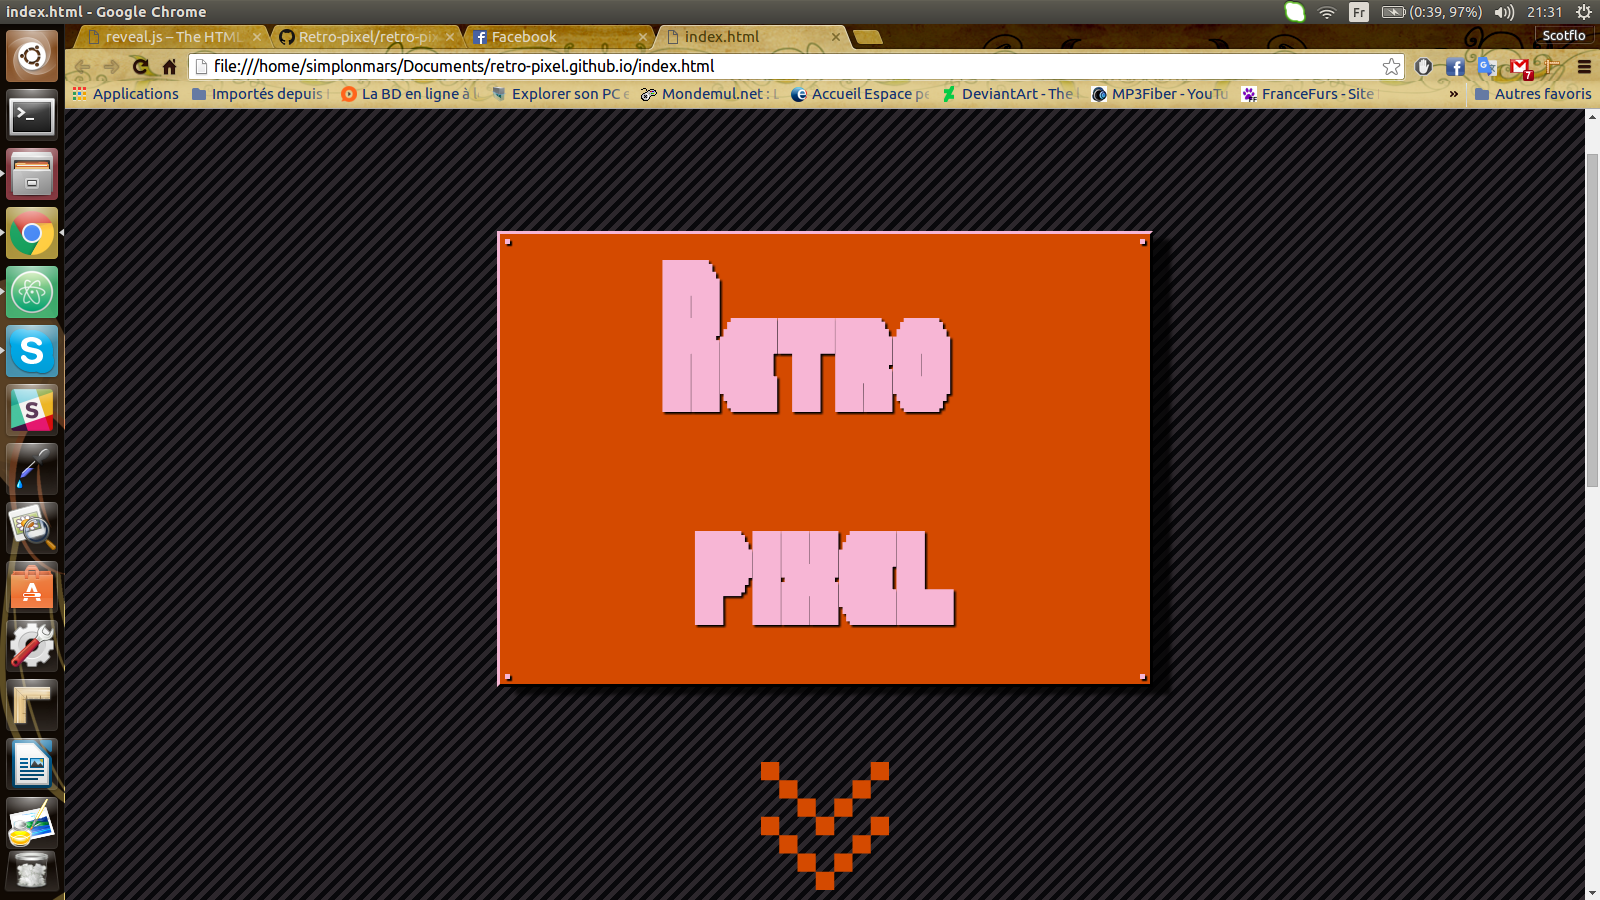 index.html - Google Chrome
Fr
(0:39, 97%)
21:31
reveal.js – The HTML
Retro-pixel/retro-pi
Facebook
index.html
Scotflo
file:///home/simplonmars/Documents/retro-pixel.github.io/index.html
7
Applications
Importés depuis
La BD en ligne à l
Explorer son PC e
Mondemul.net : L
Accueil Espace pe
DeviantArt - The l
MP3Fiber - YouTu
FranceFurs - Site
»
Autres favoris
Retro
PIXEL